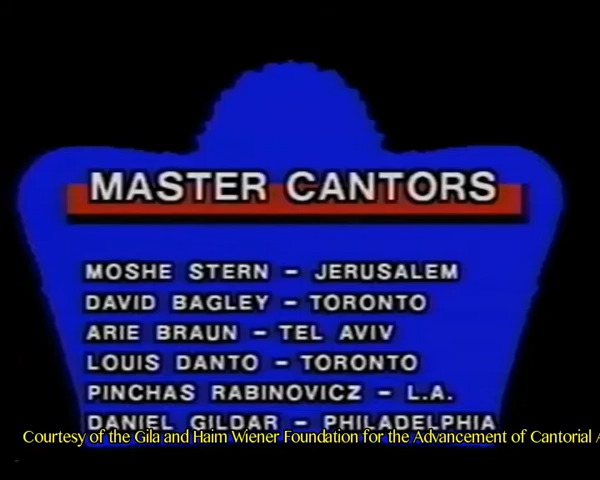 MASTER CANTORS
MOSHE STERN - JERUSALEM
DAVID BAGLEY - TORONTO
ARIE BRAUN - TEL AVIV
LOUIS DANTO - TORONTO
PINCHAS RABINOVICZ - L.A.
DANIEL GILDAR - PHILADELPHIA
Courtesy of the Gila and Haim Wiener Foundation for the Advancement of Cantorial